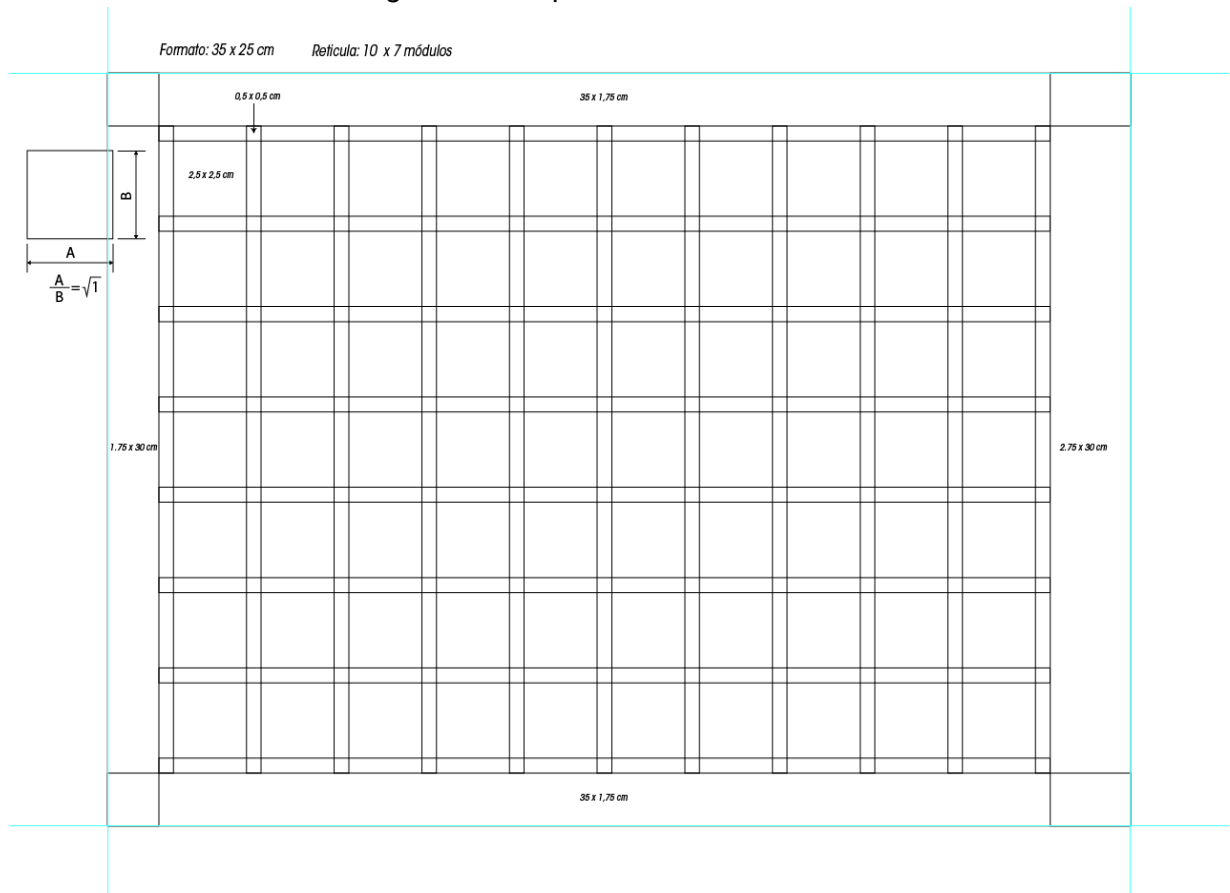 Formato: 35 x 25 cm
Reticula: 10 x 7 módulos
0,5 x 0,5 cm
35 x 1,75 cm
2,5 x 2,5 cm
B
A
A/B=√1
1.75 x 30 cm
2.75 x 30 cm
35 x 1,75 cm